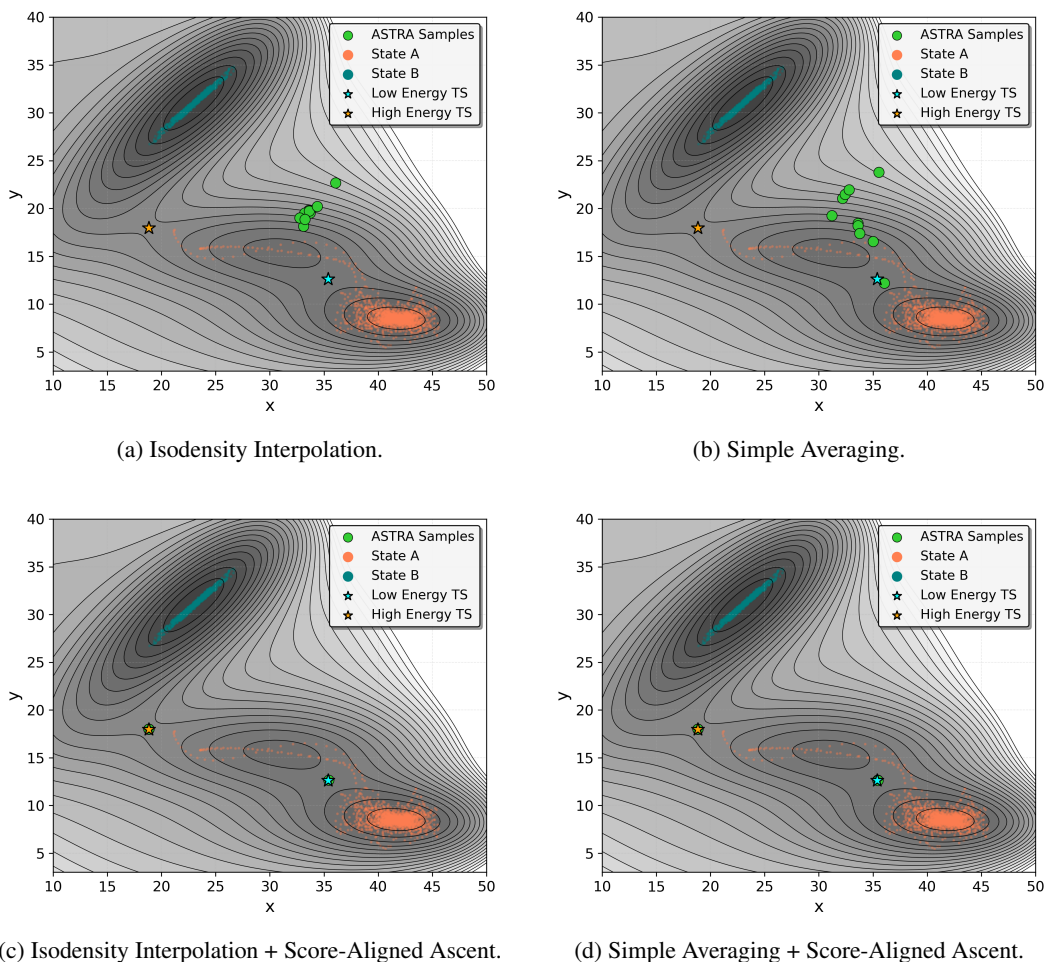 40
35
30
25
20
15
10
5
y
ASTRA Samples
State A
State B
Low Energy TS
High Energy TS
10 15 20 25 30 35 40 45 50
x
(a) Isodensity Interpolation.
40
35
30
25
20
15
10
5
y
ASTRA Samples
State A
State B
Low Energy TS
High Energy TS
10 15 20 25 30 35 40 45 50
x
(b) Simple Averaging.
40
35
30
25
20
15
10
5
y
ASTRA Samples
State A
State B
Low Energy TS
High Energy TS
10 15 20 25 30 35 40 45 50
x
(c) Isodensity Interpolation + Score-Aligned Ascent.
40
35
30
25
20
15
10
5
y
ASTRA Samples
State A
State B
Low Energy TS
High Energy TS
10 15 20 25 30 35 40 45 50
x
(d) Simple Averaging + Score-Aligned Ascent.